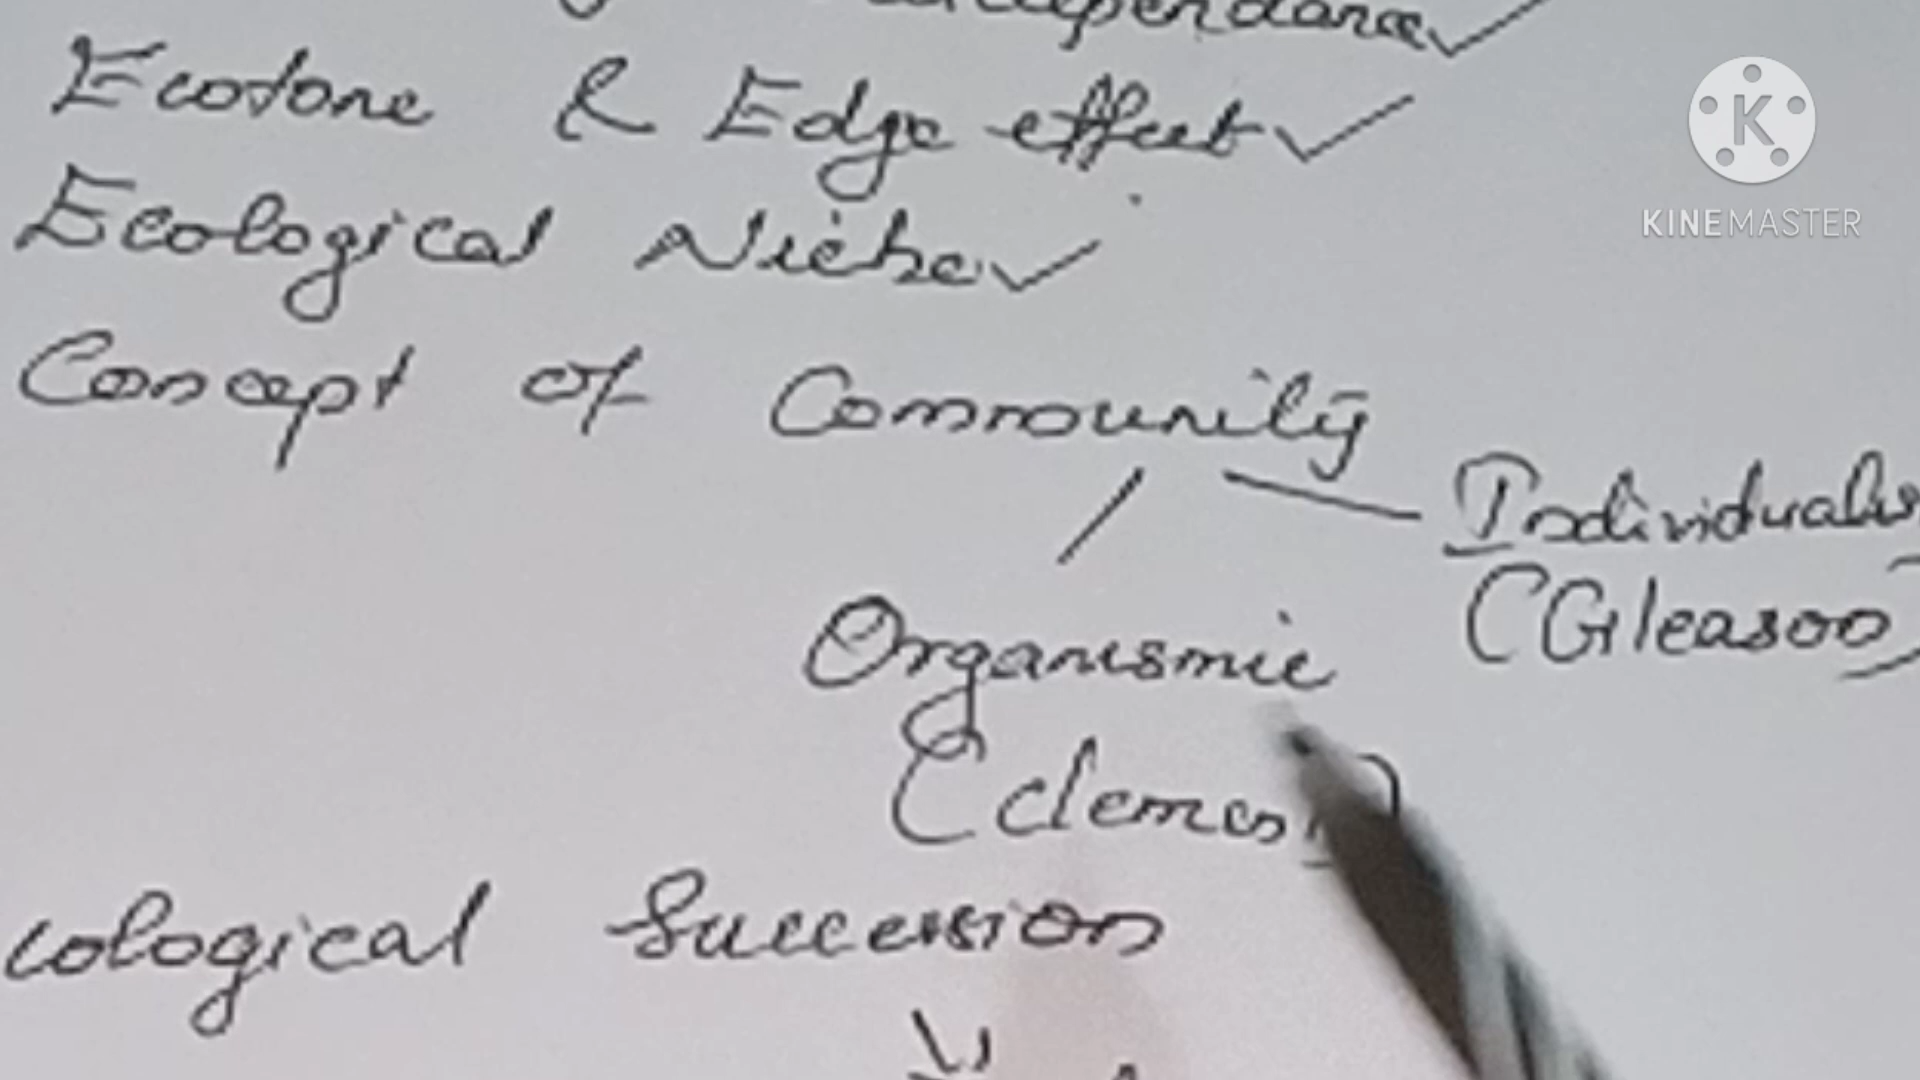 Ecotone & Edge effect ✓
Ecological Niche ✓
Concept of Community
Individualis
(Gleason)
Organismic
(Clements)
cological Succession
K
KINEMASTER